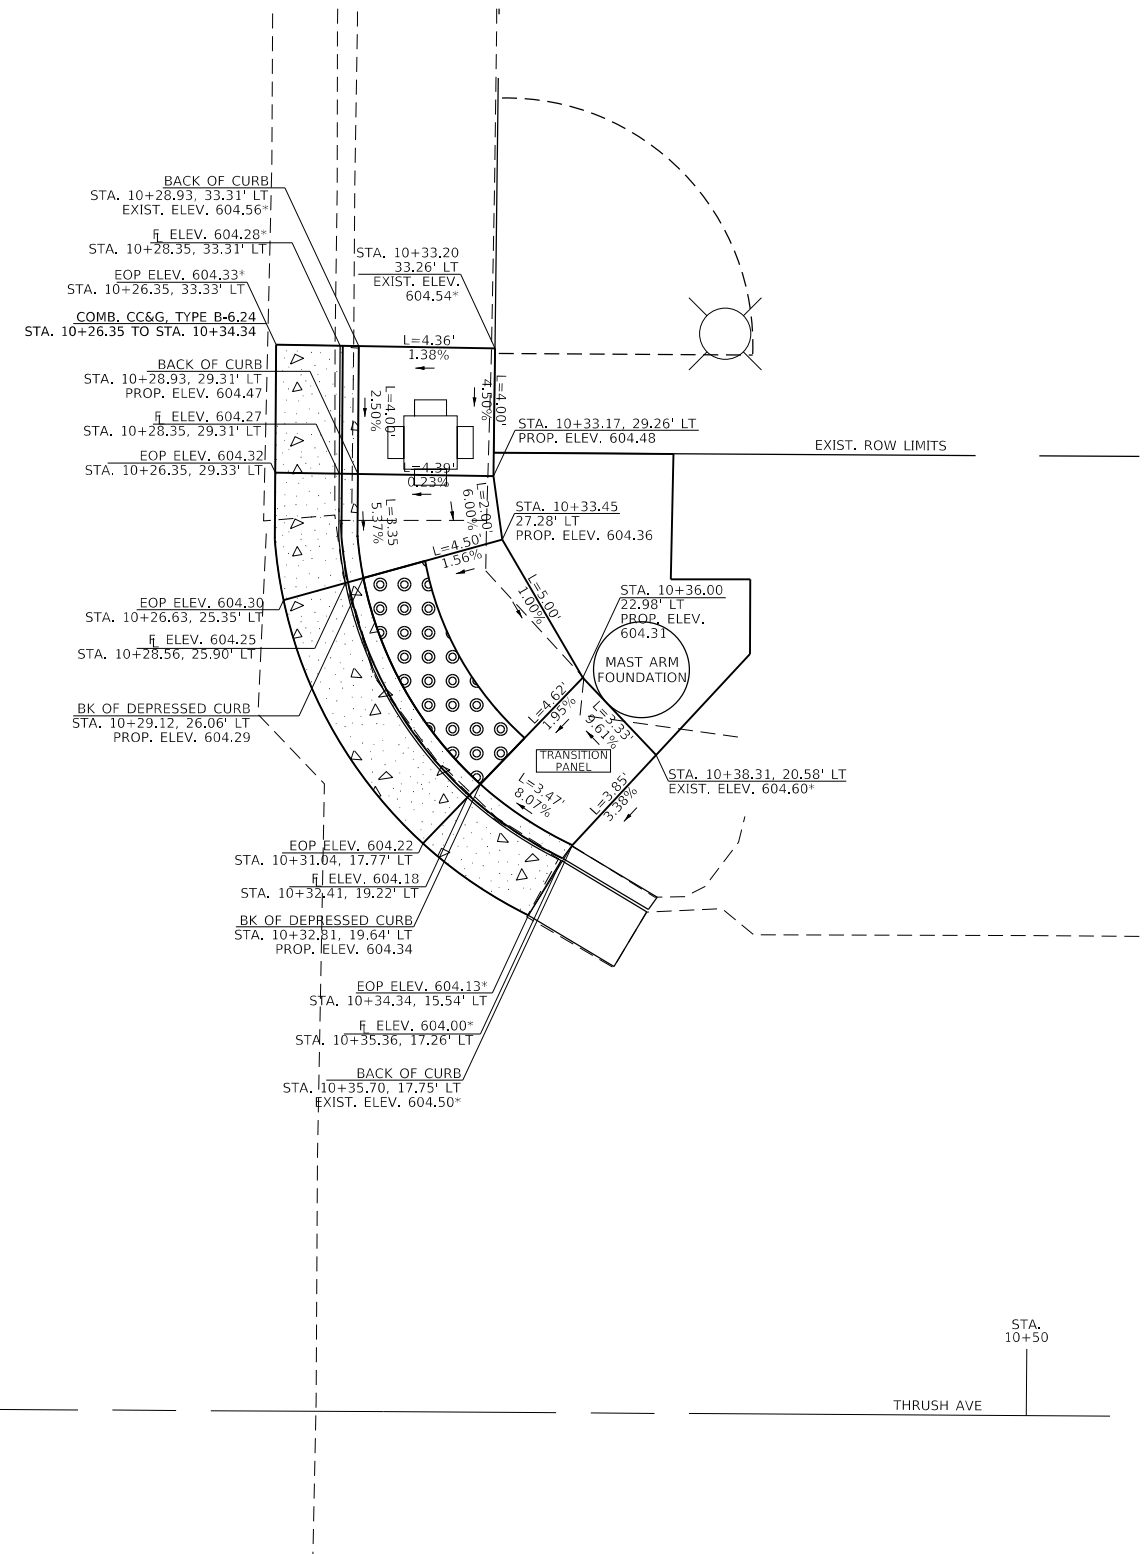 BACK OF CURB
STA. 10+28.93, 33.31' LT
EXIST. ELEV. 604.56*
FL ELEV. 604.28*
STA. 10+28.35, 33.31' LT
EOP ELEV. 604.33*
STA. 10+26.35, 33.33' LT
COMB. CC&G, TYPE B-6.24
STA. 10+26.35 TO STA. 10+34.34
BACK OF CURB
STA. 10+28.93, 29.31' LT
PROP. ELEV. 604.47
FL ELEV. 604.27
STA. 10+28.35, 29.31' LT
EOP ELEV. 604.32
STA. 10+26.35, 29.33' LT
STA. 10+33.20
33.26' LT
EXIST. ELEV.
604.54*
L=4.36'
1.38%
L=4.00'
2.50%
L=4.00'
4.50%
L=4.39'
0.23%
STA. 10+33.17, 29.26' LT
PROP. ELEV. 604.48
EXIST. ROW LIMITS
L=3.35
5.37%
L=2.00'
6.00%
L=4.50'
1.56%
STA. 10+33.45
27.28' LT
PROP. ELEV. 604.36
L=5.00'
1.00%
STA. 10+36.00
22.98' LT
PROP. ELEV.
604.31
MAST ARM
FOUNDATION
EOP ELEV. 604.30
STA. 10+26.63, 25.35' LT
FL ELEV. 604.25
STA. 10+28.56, 25.90' LT
BK OF DEPRESSED CURB
STA. 10+29.12, 26.06' LT
PROP. ELEV. 604.29
L=4.62'
1.95%
L=3.33'
9.61%
TRANSITION
PANEL
L=3.47'
8.07%
L=3.85'
3.38%
STA. 10+38.31, 20.58' LT
EXIST. ELEV. 604.60*
EOP ELEV. 604.22
STA. 10+31.04, 17.77' LT
FL ELEV. 604.18
STA. 10+32.41, 19.22' LT
BK OF DEPRESSED CURB
STA. 10+32.81, 19.64' LT
PROP. ELEV. 604.34
EOP ELEV. 604.13*
STA. 10+34.34, 15.54' LT
FL ELEV. 604.00*
STA. 10+35.36, 17.26' LT
BACK OF CURB
STA. 10+35.70, 17.75' LT
EXIST. ELEV. 604.50*
STA.
10+50
THRUSH AVE